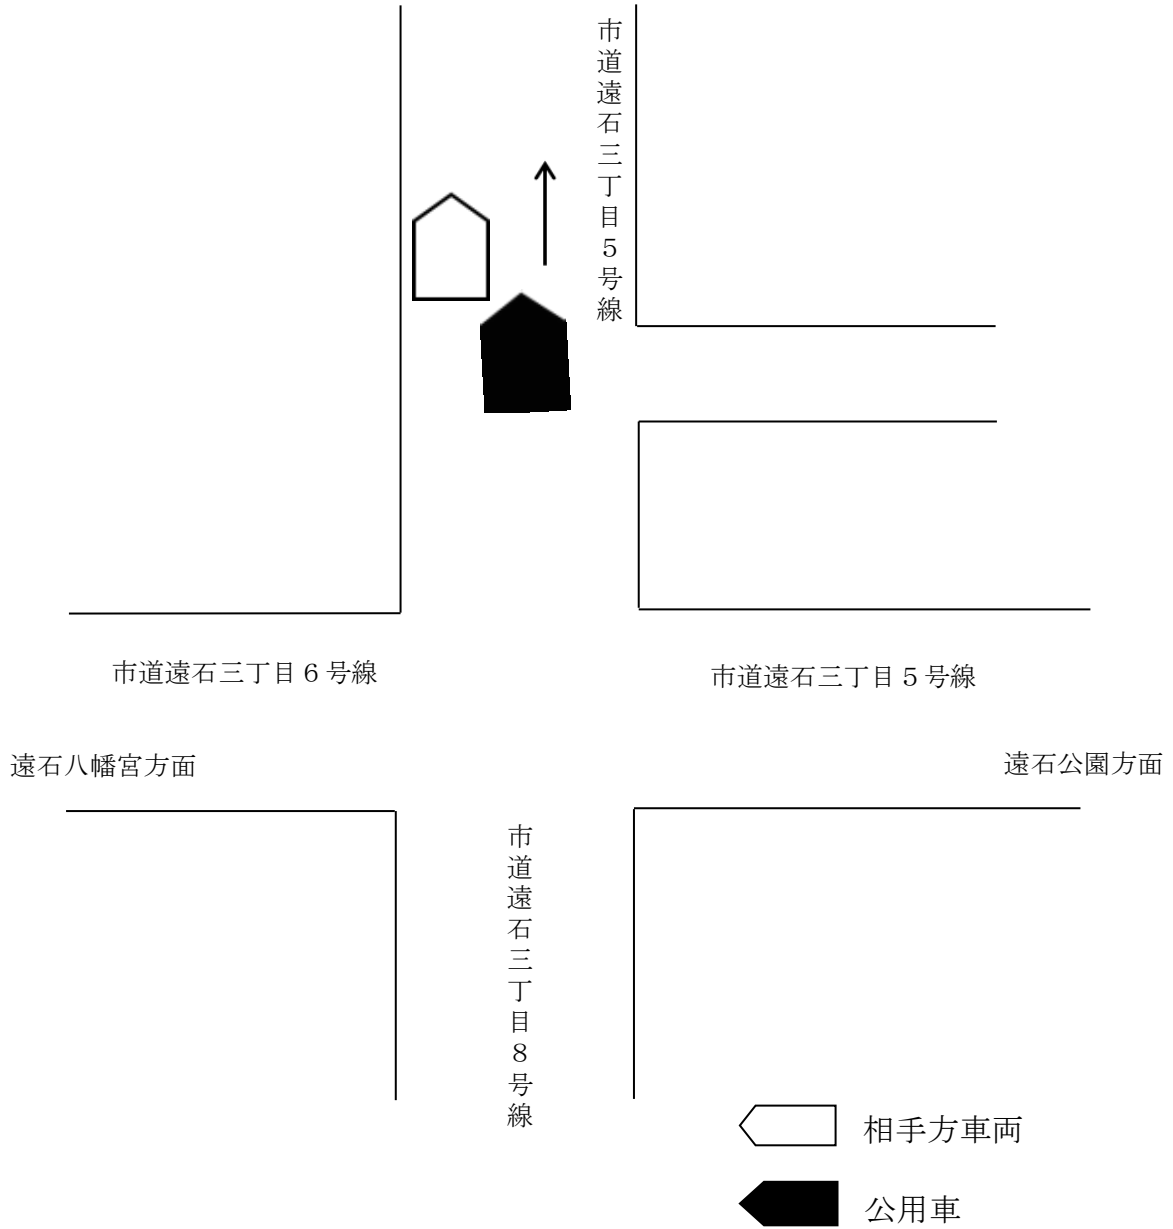 市道遠石三丁目５号線
市道遠石三丁目６号線
市道遠石三丁目５号線
遠石八幡宮方面
遠石公園方面
市道遠石三丁目８号線
相手方車両
公用車